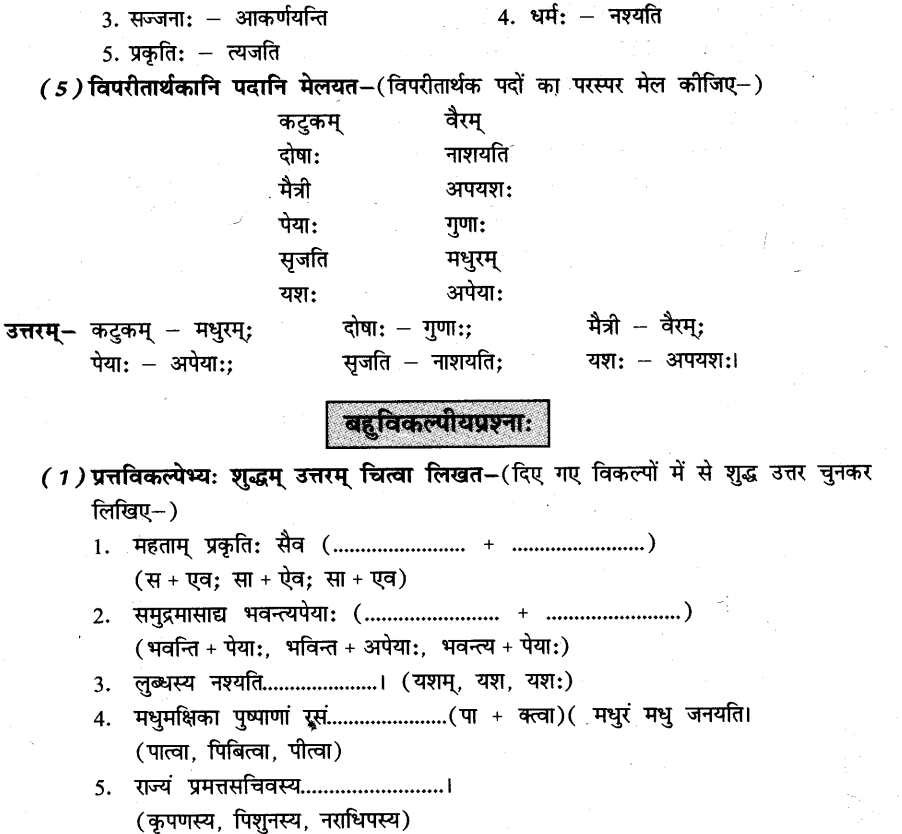 3. सज्जनाः – आकर्णयन्ति 4. धर्मः – नश्यति
5. प्रकृतिः – त्यजति
(5) विपरीतार्थकानि पदानि मेलयत–(विपरीतार्थक पदों का परस्पर मेल कीजिए–)
कटुकम् वैरम्
दोषाः नाशयति
मैत्री अपयशः
पेयाः गुणाः
सृजति मधुरम्
यशः अपेयाः
उत्तरम्– कटुकम् – मधुरम्; दोषाः – गुणाः; मैत्री – वैरम्;
पेयाः – अपेयाः; सृजति – नाशयति; यशः – अपयशः।
बहुविकल्पीयप्रश्नाः
(1) प्रत्तविकल्पेभ्यः शुद्धम् उत्तरम् चित्वा लिखत–(दिए गए विकल्पों में से शुद्ध उत्तर चुनकर
लिखिए–)
1. महताम् प्रकृतिः सैव (........................ + ........................)
(स + एव; सा + ऐव; सा + एव)
2. समुद्रमासाद्य भवन्त्यपेयाः (........................ + ........................)
(भवन्ति + पेयाः, भविन्त + अपेयाः, भवन्त्य + पेयाः)
3. लुब्धस्य नश्यति.....................। (यशम्, यश, यशः)
4. मधुमक्षिका पुष्पाणां रसं......................(पा + क्त्वा)( मधुरं मधु जनयति।
(पात्वा, पिबित्वा, पीत्वा)
5. राज्यं प्रमत्तसचिवस्य..........................।
(कृपणस्य, पिशुनस्य, नराधिपस्य)